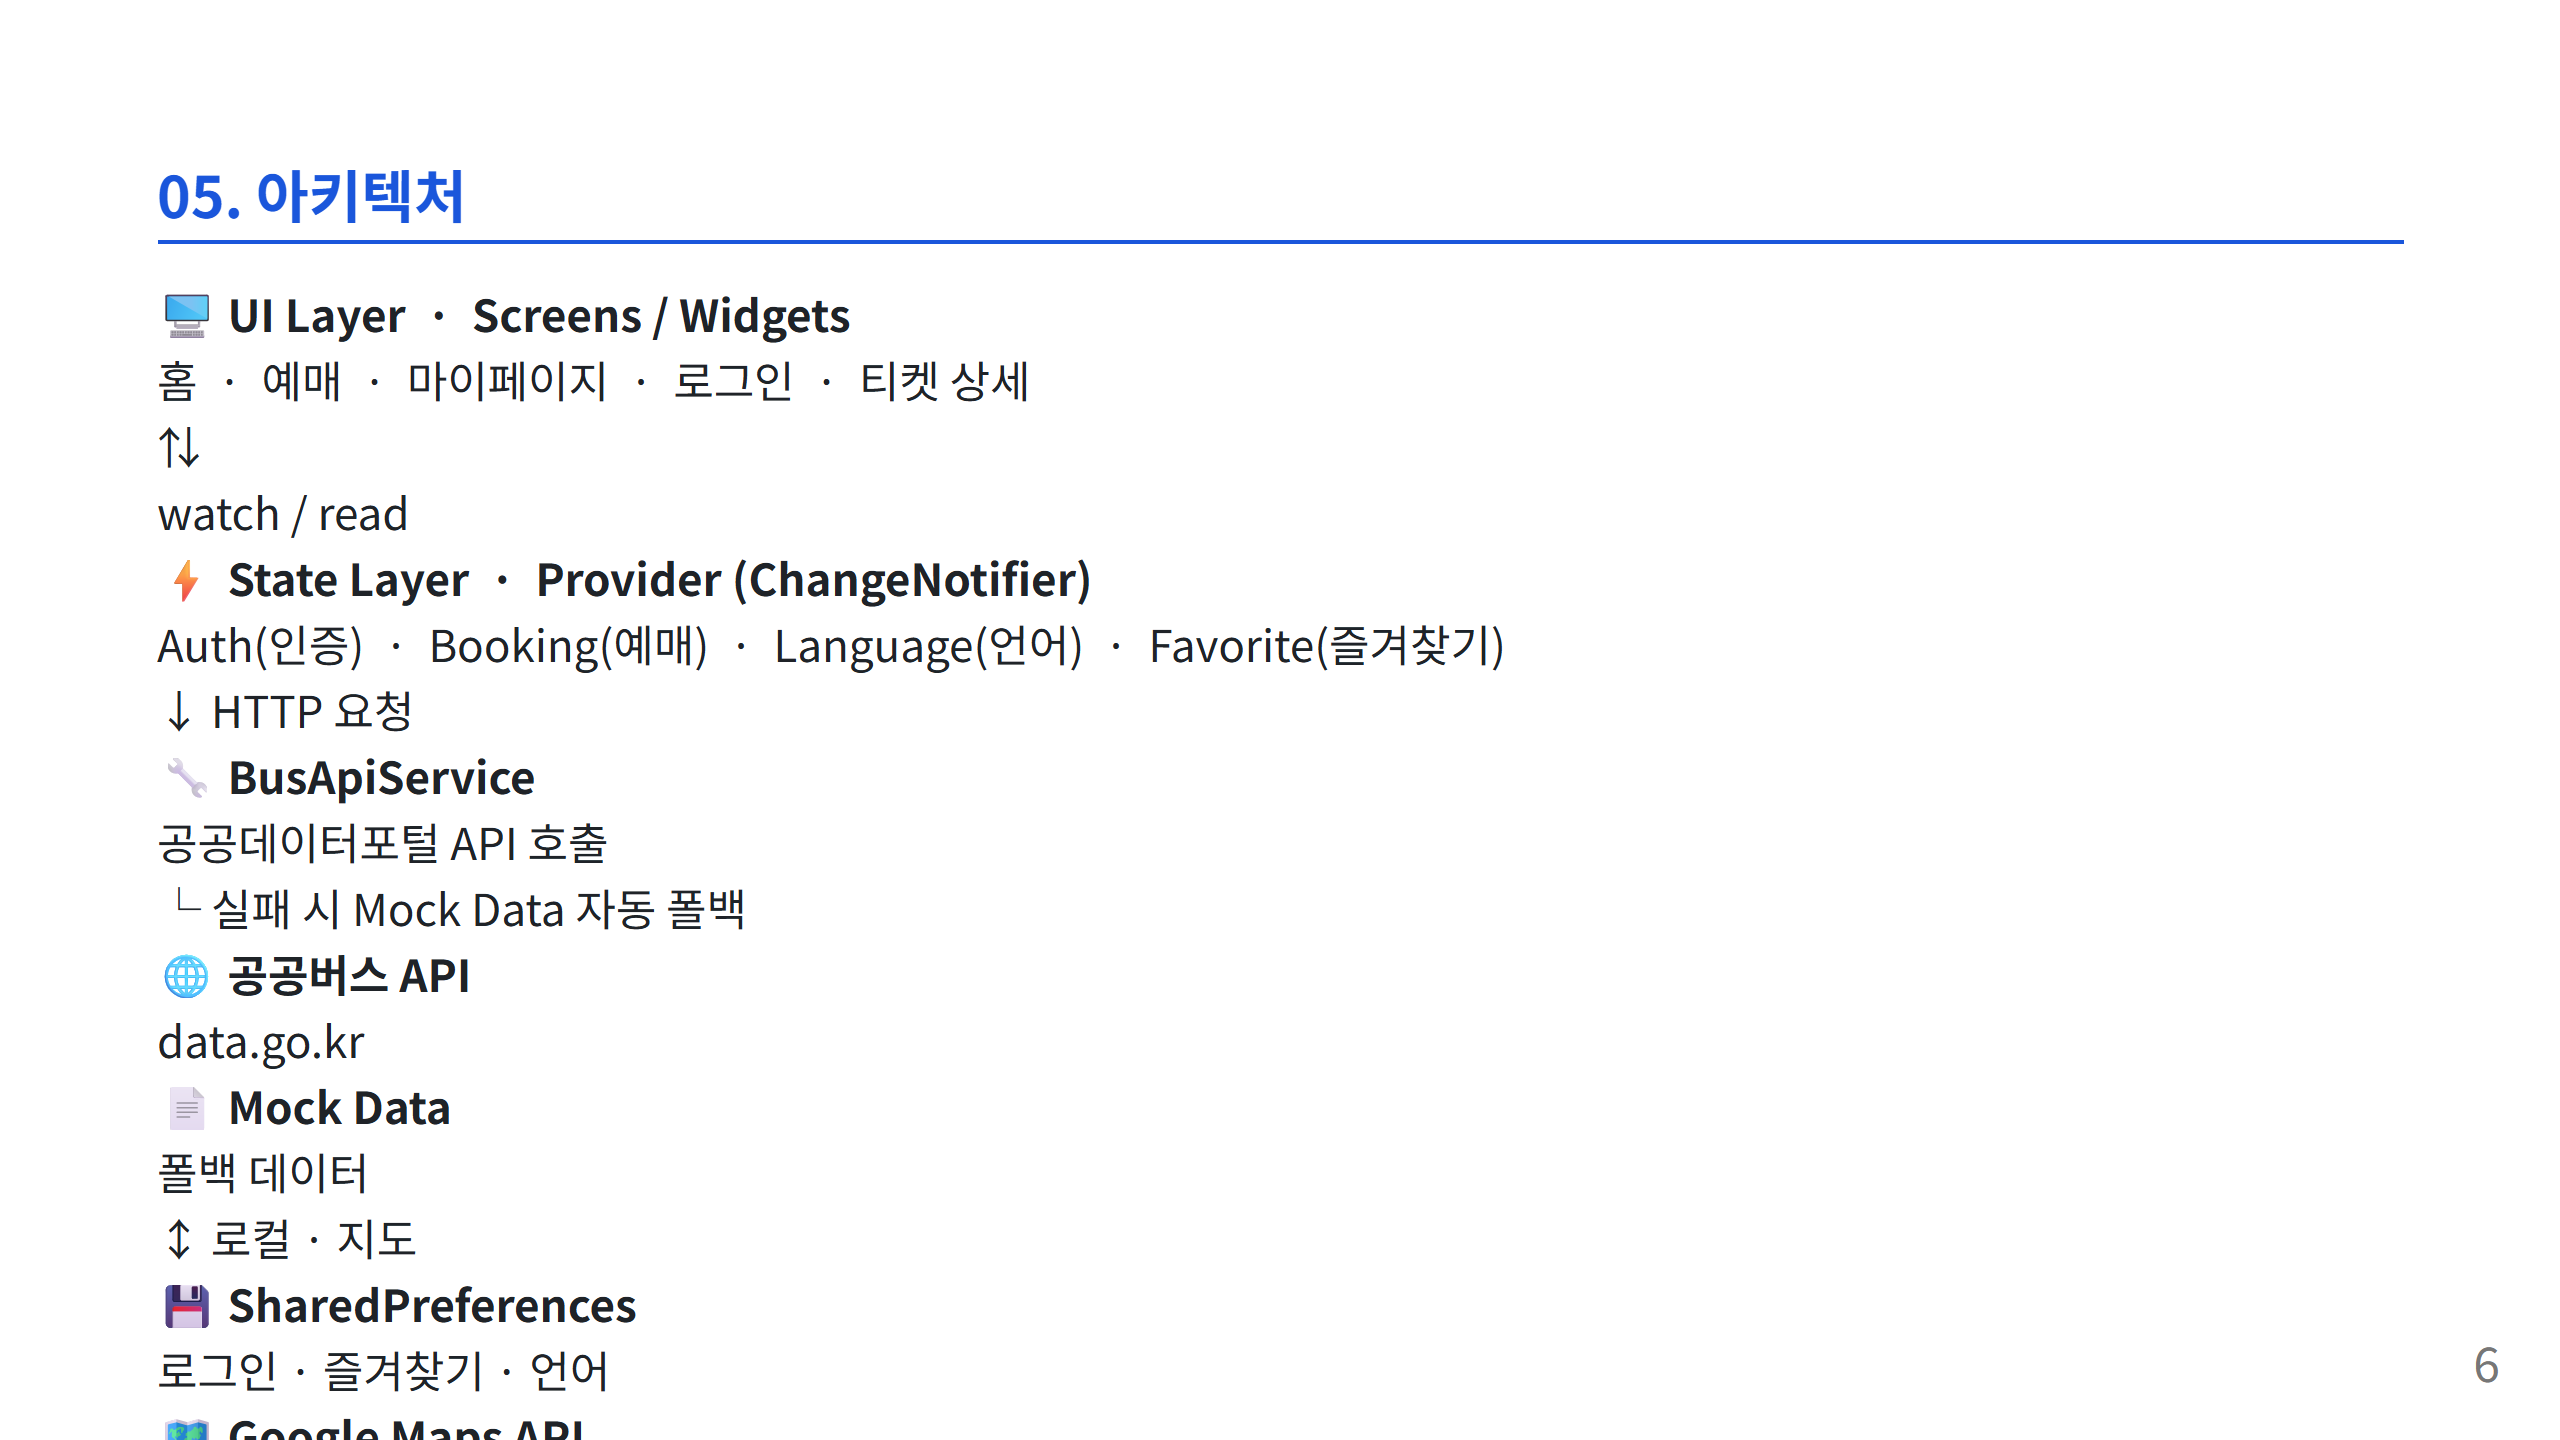 05. 아키텍처
🖥️ UI Layer · Screens / Widgets
홈 · 예매 · 마이페이지 · 로그인 · 티켓 상세
⇅
watch / read
⚡ State Layer · Provider (ChangeNotifier)
Auth(인증) · Booking(예매) · Language(언어) · Favorite(즐겨찾기)
↓ HTTP 요청
🔧 BusApiService
공공데이터포털 API 호출
└ 실패 시 Mock Data 자동 폴백
🌐 공공버스 API
data.go.kr
📄 Mock Data
폴백 데이터
↕ 로컬 · 지도
💾 SharedPreferences
로그인 · 즐겨찾기 · 언어
🗺️ Google Maps API
6